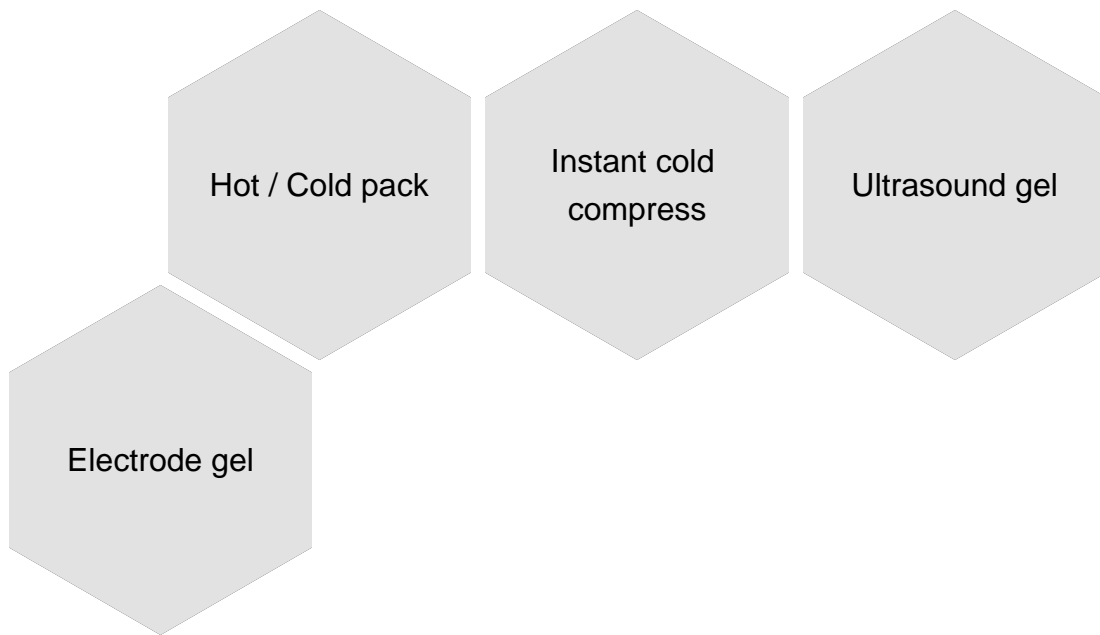 Hot / Cold pack
Instant cold
compress
Ultrasound gel
Electrode gel